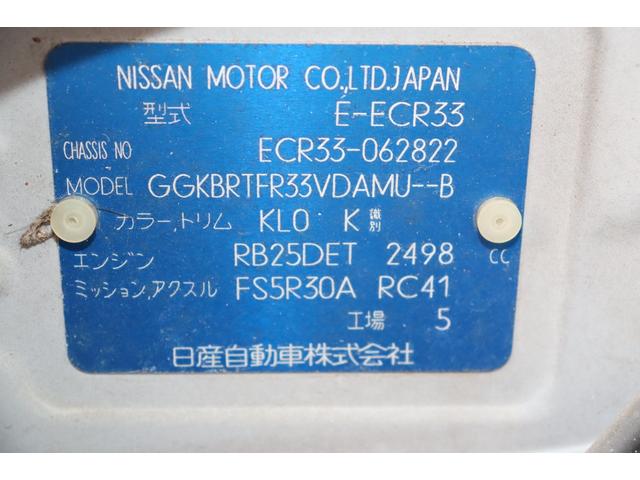 NISSAN MOTOR CO.,LTD.JAPAN
型式 E-ECR33
CHASSIS NO ECR33-062822
MODEL GGKBRTFR33VDAMU--B
カラー,トリム KL0 K 識別
エンジン RB25DET 2498 CC
ミッション,アクスル FS5R30A RC41
工場 5
日産自動車株式会社